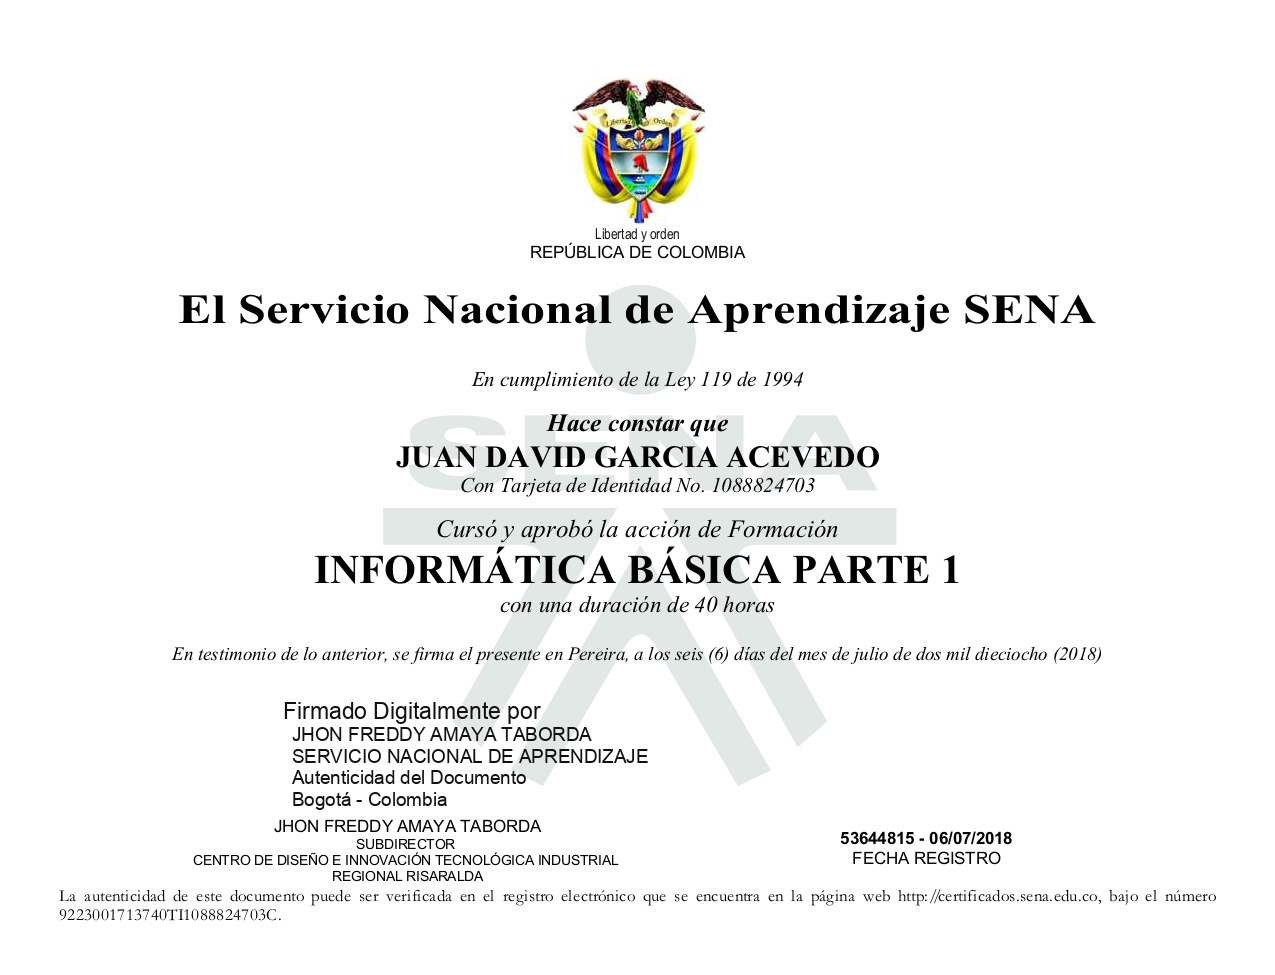 Libertad y Orden
Libertad y orden
REPÚBLICA DE COLOMBIA
El Servicio Nacional de Aprendizaje SENA
En cumplimiento de la Ley 119 de 1994
Hace constar que
SENA
JUAN DAVID GARCIA ACEVEDO
Con Tarjeta de Identidad No. 1088824703
Cursó y aprobó la acción de Formación
INFORMÁTICA BÁSICA PARTE 1
con una duración de 40 horas
En testimonio de lo anterior, se firma el presente en Pereira, a los seis (6) días del mes de julio de dos mil dieciocho (2018)
Firmado Digitalmente por
JHON FREDDY AMAYA TABORDA
SERVICIO NACIONAL DE APRENDIZAJE
Autenticidad del Documento
Bogotá - Colombia
JHON FREDDY AMAYA TABORDA
SUBDIRECTOR
CENTRO DE DISEÑO E INNOVACIÓN TECNOLÓGICA INDUSTRIAL
REGIONAL RISARALDA
53644815 - 06/07/2018
FECHA REGISTRO
La autenticidad de este documento puede ser verificada en el registro electrónico que se encuentra en la página web http://certificados.sena.edu.co, bajo el número
9223001713740TI1088824703C.